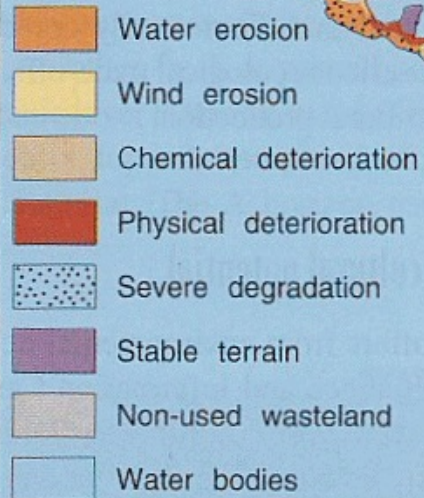 Water erosion
Wind erosion
Chemical deterioration
Physical deterioration
Severe degradation
Stable terrain
Non-used wasteland
Water bodies